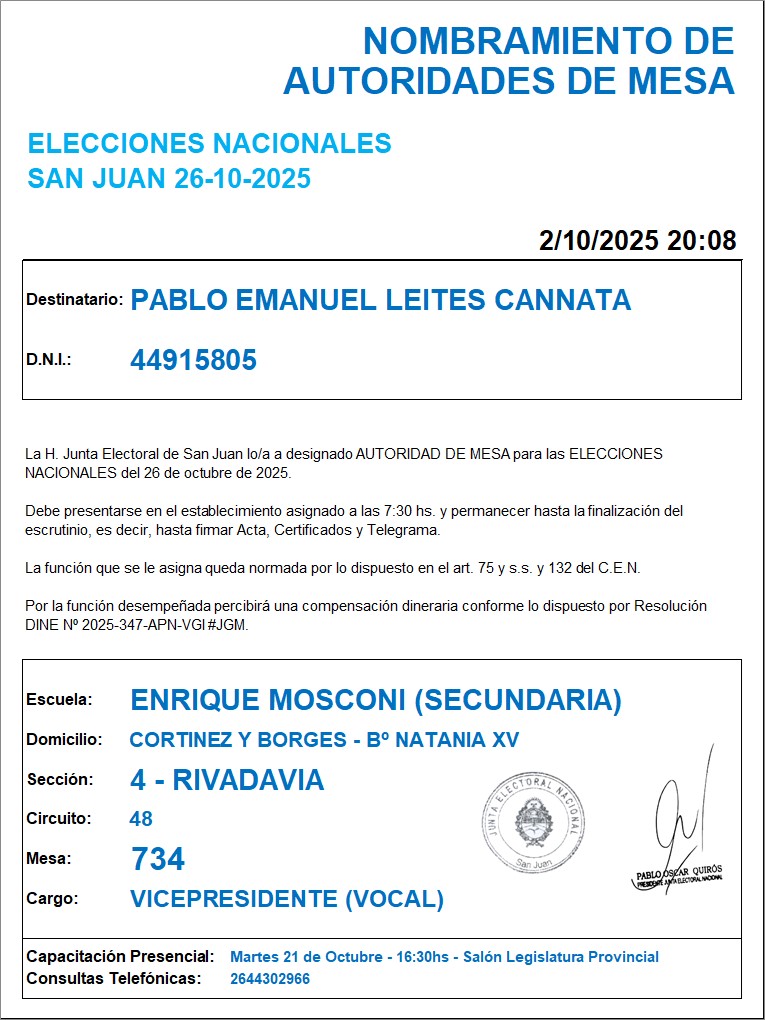 NOMBRAMIENTO DE
AUTORIDADES DE MESA
ELECCIONES NACIONALES
SAN JUAN 26-10-2025
2/10/2025 20:08
Destinatario: PABLO EMANUEL LEITES CANNATA
D.N.I.: 44915805
La H. Junta Electoral de San Juan lo/a a designado AUTORIDAD DE MESA para las ELECCIONES
NACIONALES del 26 de octubre de 2025.
Debe presentarse en el establecimiento asignado a las 7:30 hs. y permanecer hasta la finalización del
escrutinio, es decir, hasta firmar Acta, Certificados y Telegrama.
La función que se le asigna queda normada por lo dispuesto en el art. 75 y s.s. y 132 del C.E.N.
Por la función desempeñada percibirá una compensación dineraria conforme lo dispuesto por Resolución
DINE Nº 2025-347-APN-VGI#JGM.
Escuela: ENRIQUE MOSCONI (SECUNDARIA)
Domicilio: CORTINEZ Y BORGES - Bº NATANIA XV
Sección: 4 - RIVADAVIA
Circuito: 48
Mesa: 734
Cargo: VICEPRESIDENTE (VOCAL)
JUNTA ELECTORAL NACIONAL
San Juan
PABLO OSCAR QUIRÓS
PRESIDENTE JUNTA ELECTORAL NACIONAL
Capacitación Presencial: Martes 21 de Octubre - 16:30hs - Salón Legislatura Provincial
Consultas Telefónicas: 2644302966